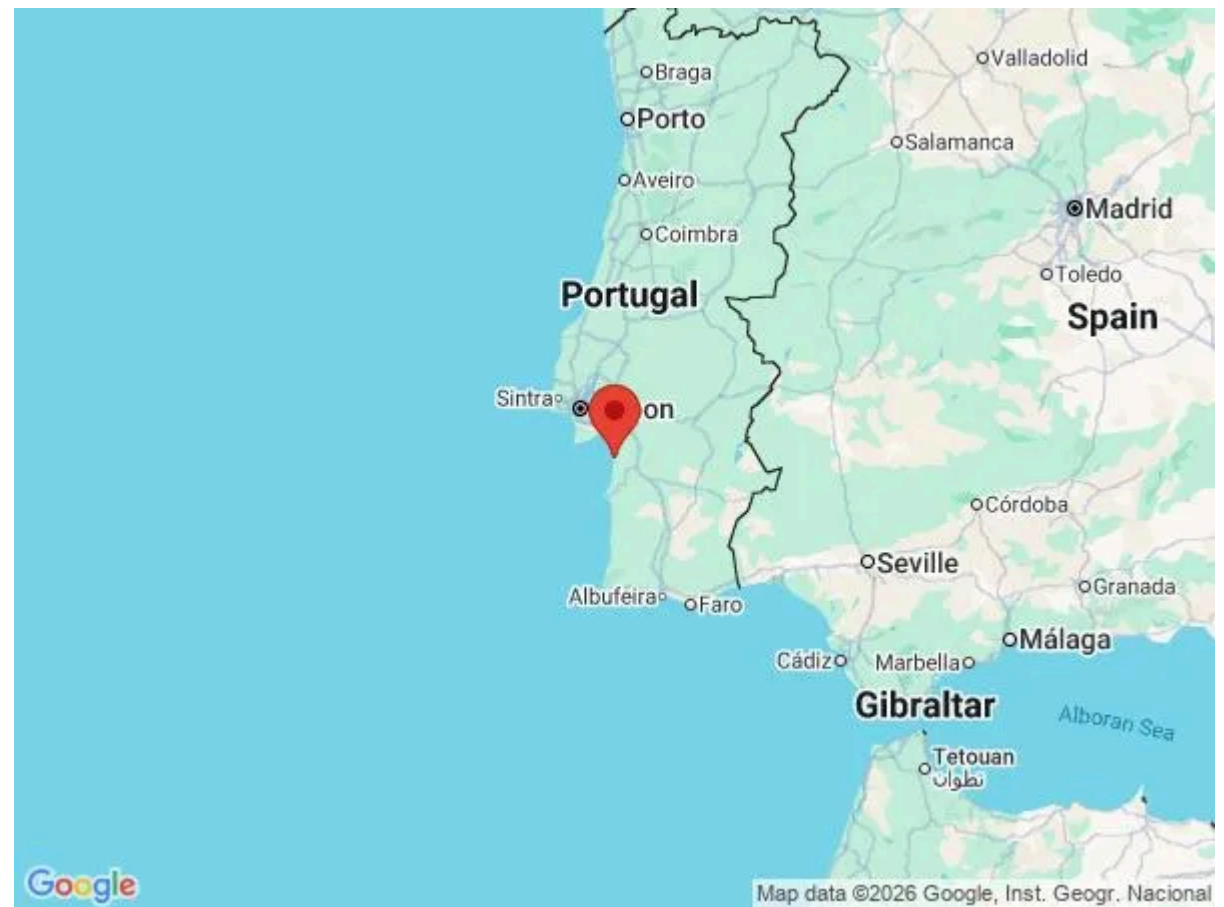 Braga
Valladolid
Porto
Salamanca
Aveiro
Madrid
Coimbra
Toledo
Portugal
Spain
Sintra
on
Córdoba
Seville
Granada
Albufeira
Faro
Málaga
Cádiz
Marbella
Gibraltar
Alboran Sea
Tetouan
تطوان
Google
Map data ©2026 Google, Inst. Geogr. Nacional